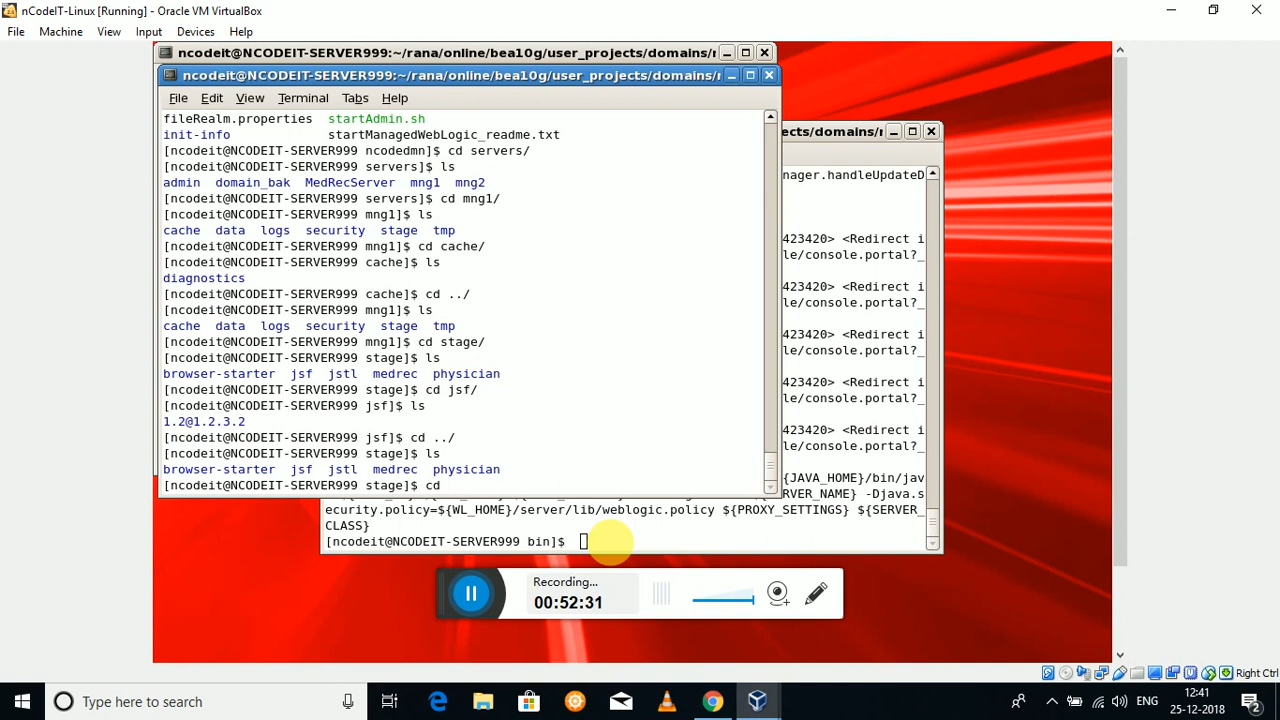 nCodeIT-Linux [Running] - Oracle VM VirtualBox
File Machine View Input Devices Help
ncodeit@NCODEIT-SERVER999:~/rana/online/bea10g/user_projects/domains/
ncodeit@NCODEIT-SERVER999:~/rana/online/bea10g/user_projects/domains/
File Edit View Terminal Tabs Help
fileRealm.properties startAdmin.sh
init-info startManagedWebLogic_readme.txt
[ncodeit@NCODEIT-SERVER999 ncodedmn]$ cd servers/
[ncodeit@NCODEIT-SERVER999 servers]$ ls
admin domain_bak MedRecServer mng1 mng2
[ncodeit@NCODEIT-SERVER999 servers]$ cd mng1/
[ncodeit@NCODEIT-SERVER999 mng1]$ ls
cache data logs security stage tmp
[ncodeit@NCODEIT-SERVER999 mng1]$ cd cache/
[ncodeit@NCODEIT-SERVER999 cache]$ ls
diagnostics
[ncodeit@NCODEIT-SERVER999 cache]$ cd ../
[ncodeit@NCODEIT-SERVER999 mng1]$ ls
cache data logs security stage tmp
[ncodeit@NCODEIT-SERVER999 mng1]$ cd stage/
[ncodeit@NCODEIT-SERVER999 stage]$ ls
browser-starter jsf jstl medrec physician
[ncodeit@NCODEIT-SERVER999 stage]$ cd jsf/
[ncodeit@NCODEIT-SERVER999 jsf]$ ls
1.2@1.2.3.2
[ncodeit@NCODEIT-SERVER999 jsf]$ cd ../
[ncodeit@NCODEIT-SERVER999 stage]$ ls
browser-starter jsf jstl medrec physician
[ncodeit@NCODEIT-SERVER999 stage]$ cd
ects/domains/
nager.handleUpdateD
423420> <Redirect i
le/console.portal?_
423420> <Redirect i
le/console.portal?_
423420> <Redirect i
le/console.portal?_
423420> <Redirect i
le/console.portal?_
423420> <Redirect i
le/console.portal?_
{JAVA_HOME}/bin/jav
ERVER_NAME} -Djava.s
ecurity.policy=${WL_HOME}/server/lib/weblogic.policy ${PROXY_SETTINGS} ${SERVER_
CLASS}
[ncodeit@NCODEIT-SERVER999 bin]$
Recording...
00:52:31
Right Ctrl
Type here to search
ENG
12:41
25-12-2018
2